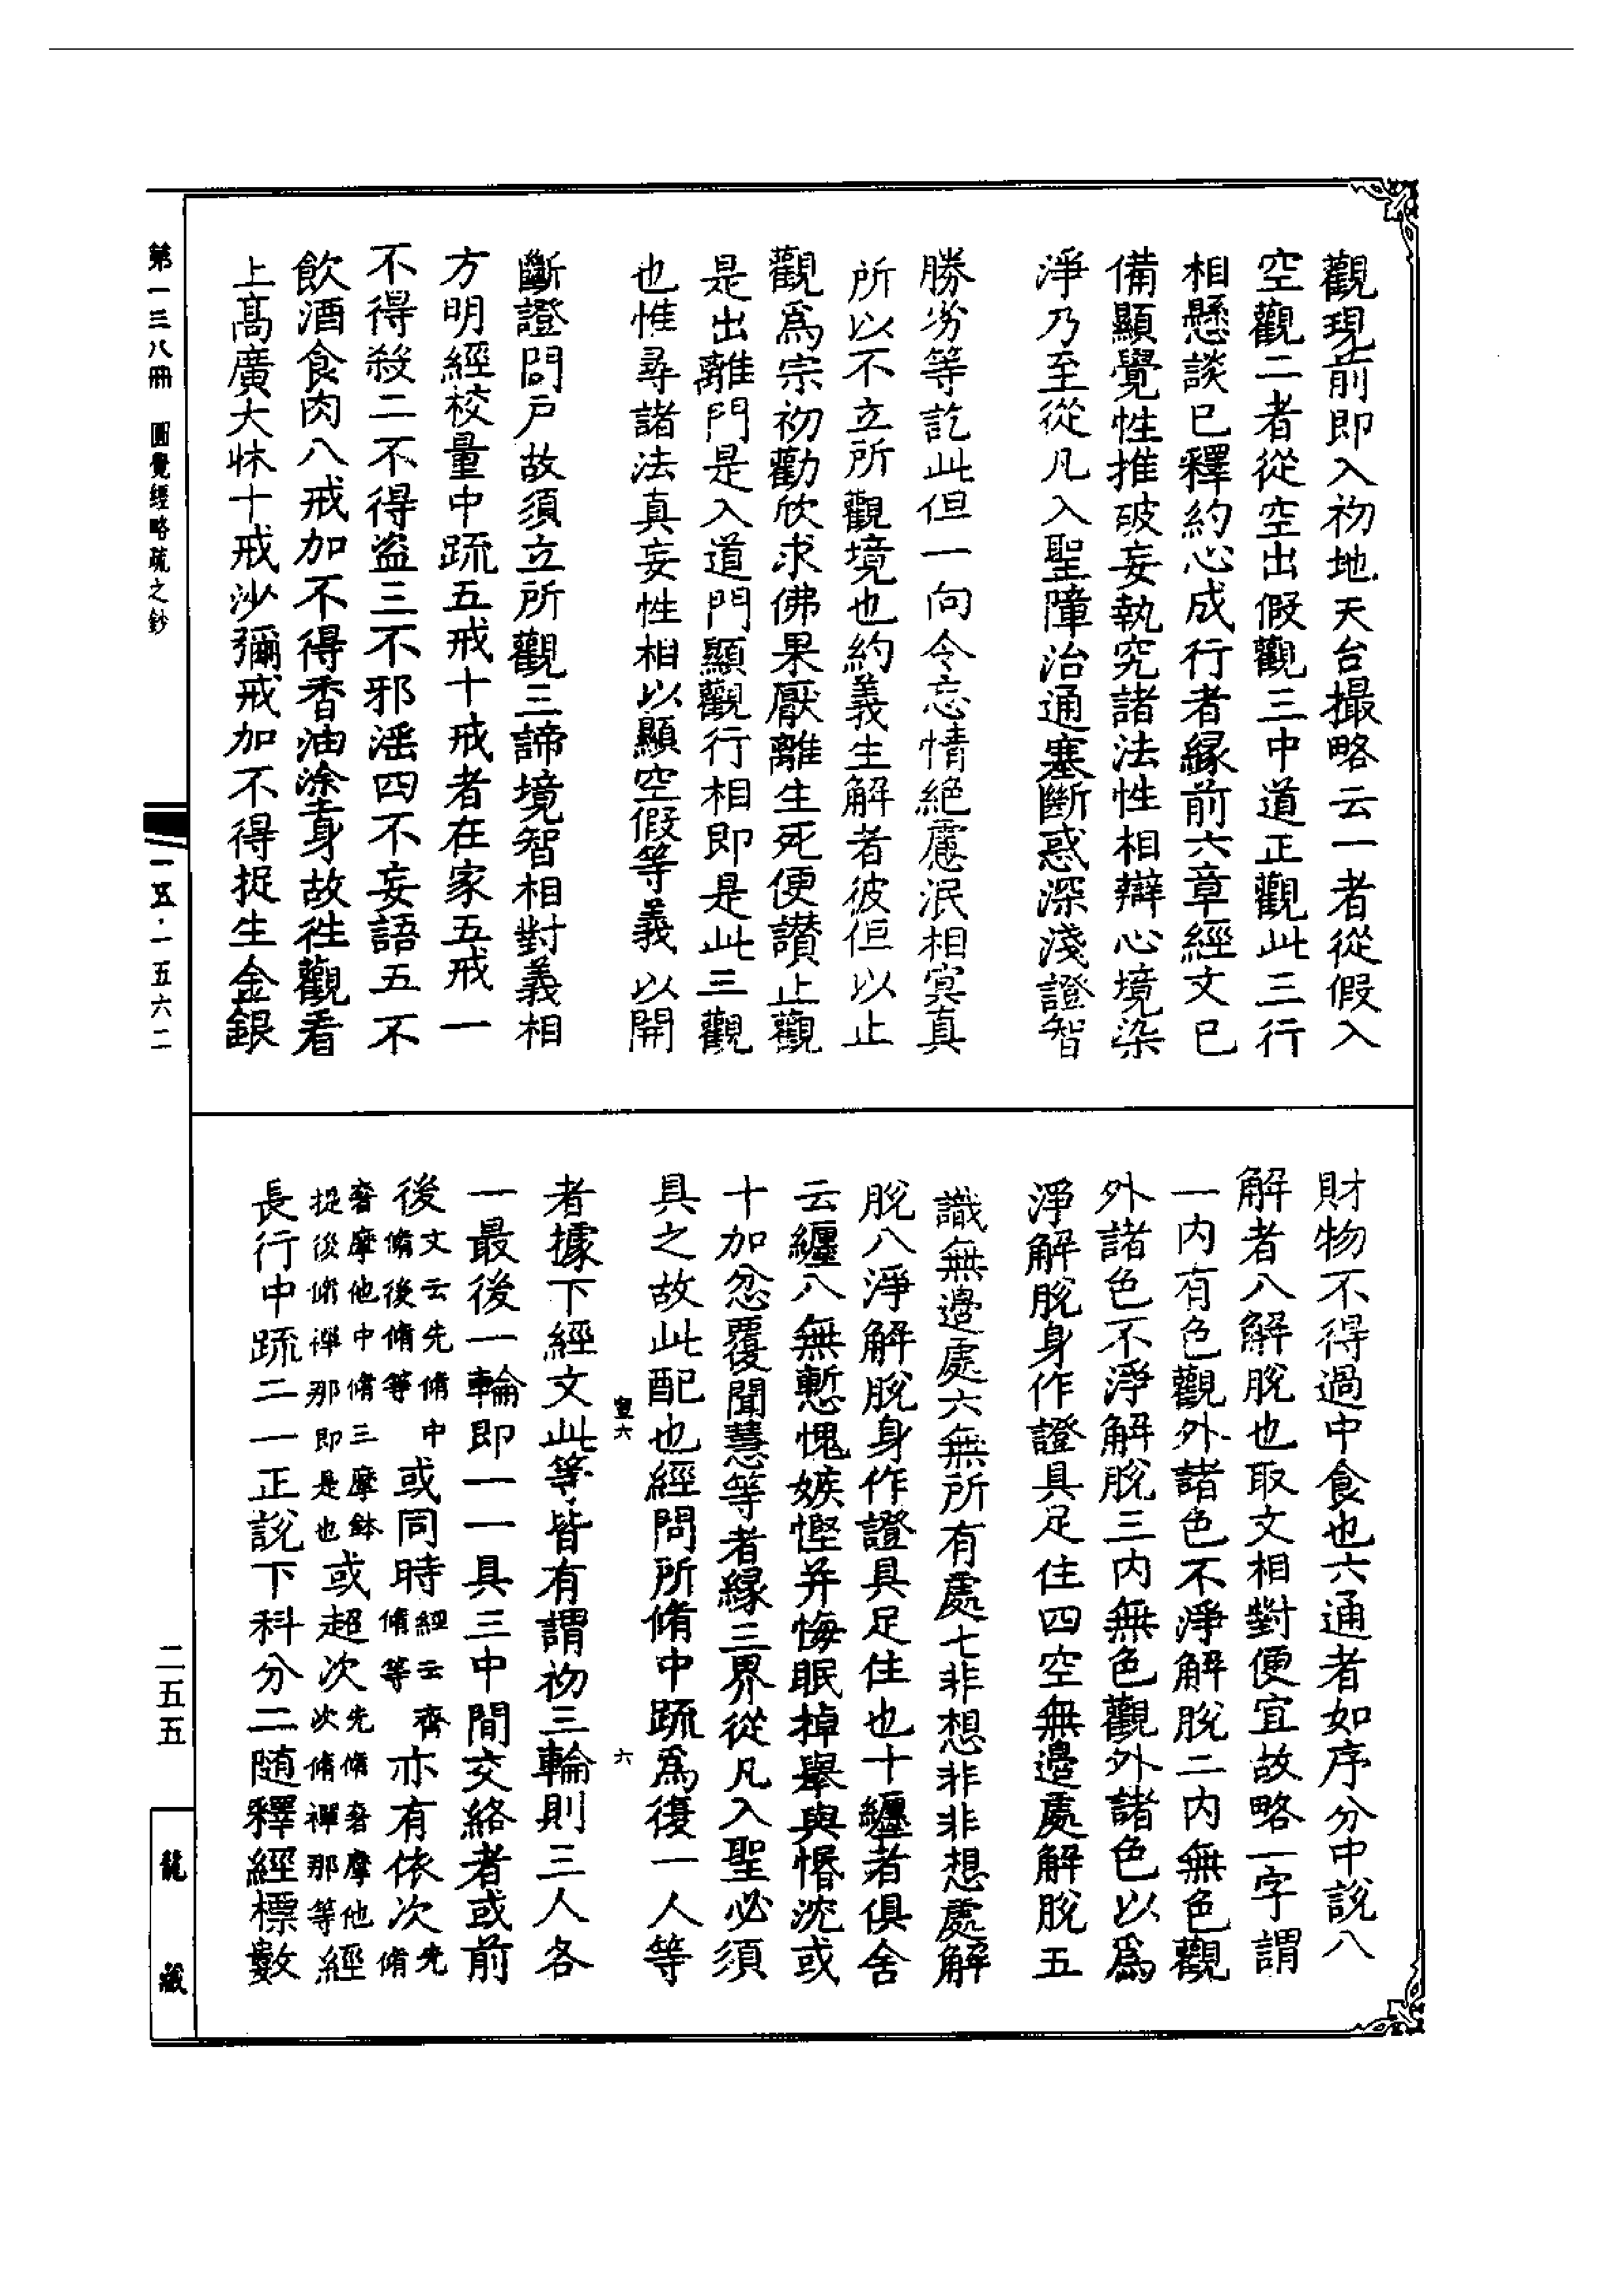 觀現前即入初地天台撮略云一者從假入
空觀二者從空出假觀三中道正觀此三行
相懸談已釋約心成行者緣前六章經文已
備顯覺性推破妄執究諸法性相辯心境染
淨乃至從凡入聖障治通塞斷惑深淺證智
勝劣等訖此但一向令忘情絕慮泯相冥真
所以不立所觀境也約義生解者彼但以止
觀為宗初勸欣求佛果厭離生死便讚止觀
是出離門是入道門顯觀行相即是此三觀
也惟尋諸法真妄性相以顯空假等義以開
斷證門戶故須立所觀三諦境智相對義相
方明經校量中疏五戒十戒者在家五戒一
不得殺二不得盜三不邪滛四不妄語五不
飲酒食肉八戒加不得香油塗身故往觀看
上高廣大牀十戒沙彌戒加不得捉生金銀
財物不得過中食也六通者如序分中說八
解者八解脫也取文相對便宜故略一字謂
一內有色觀外諸色不淨解脫二內無色觀
外諸色不淨解脫三內無色觀外諸色以為
淨解脫身作證具足住四空無邊處解脫五
識無邊處六無所有處七非想非非想處解
脫八淨解脫身作證具足住也十纏者俱舍
云纏八無慙愧嫉慳并悔眠掉舉與惛沈或
十加忿覆聞慧等者緣三界從凡入聖必須
具之故此配也經問所脩中疏為復一人等
壹六 六
者據下經文此等皆有謂初三輪則三人各
一最後一輪即一一具三中間交絡者或前
後文云先脩中脩後脩等或同時經云齊脩等亦有依次先脩
奢摩他中脩三摩鉢提後脩禪那即是也或超次先脩奢摩他次脩禪那等經
長行中疏二一正說下科分二隨釋經標數
第一三八冊 圓覺經略疏之鈔
一五·一五六二
二五五
龍藏